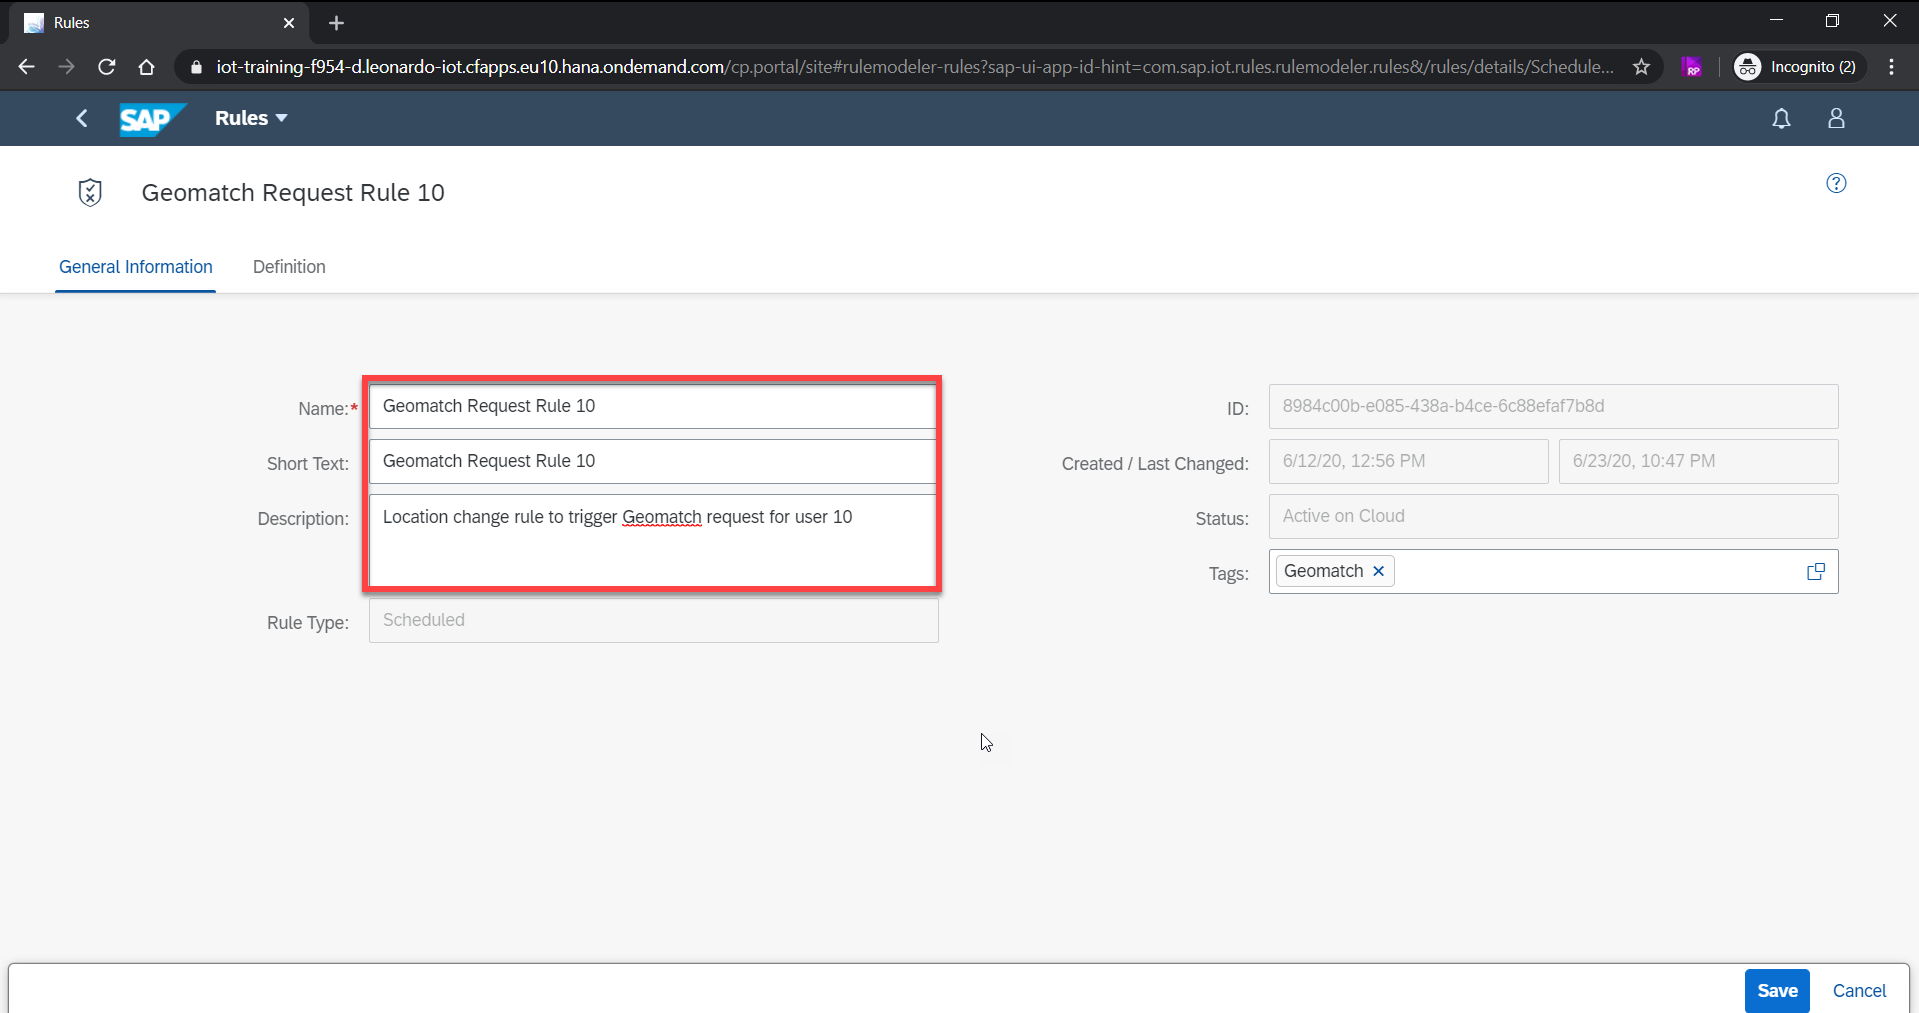 Rules
iot-training-f954-d.leonardo-iot.cfapps.eu10.hana.ondemand.com/cp.portal/site#rulemodeler-rules?sap-ui-app-id-hint=com.sap.iot.rules.rulemodeler.rules&/rules/details/Schedule...
RP
Incognito (2)
SAP
Rules
Geomatch Request Rule 10
General Information
Definition
Name:*
Geomatch Request Rule 10
ID:
8984c00b-e085-438a-b4ce-6c88efaf7b8d
Short Text:
Geomatch Request Rule 10
Created / Last Changed:
6/12/20, 12:56 PM
6/23/20, 10:47 PM
Description:
Location change rule to trigger Geomatch request for user 10
Status:
Active on Cloud
Tags:
Geomatch
Rule Type:
Scheduled
Save
Cancel